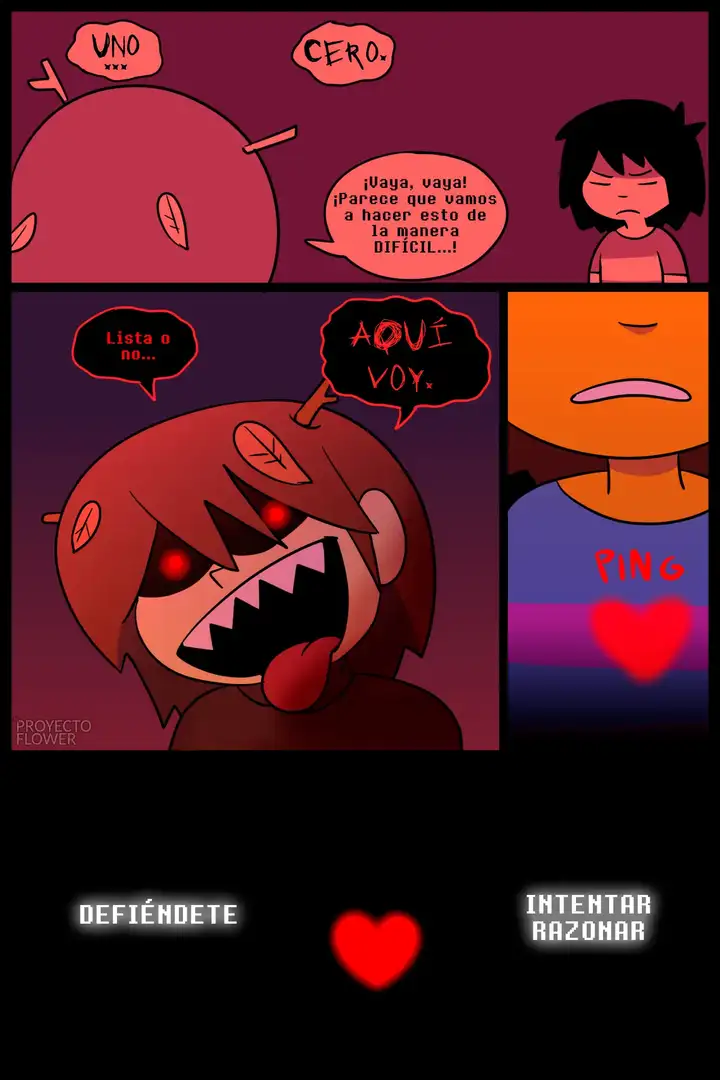 UNO
...
CERO.
¡Vaya, vaya!
¡Parece que vamos
a hacer esto de
la manera
DIFÍCIL...!
Lista o
no...
AQUÍ
VOY.
PING
PROYECTO
FLOWER
DEFIÉNDETE
INTENTAR
RAZONAR